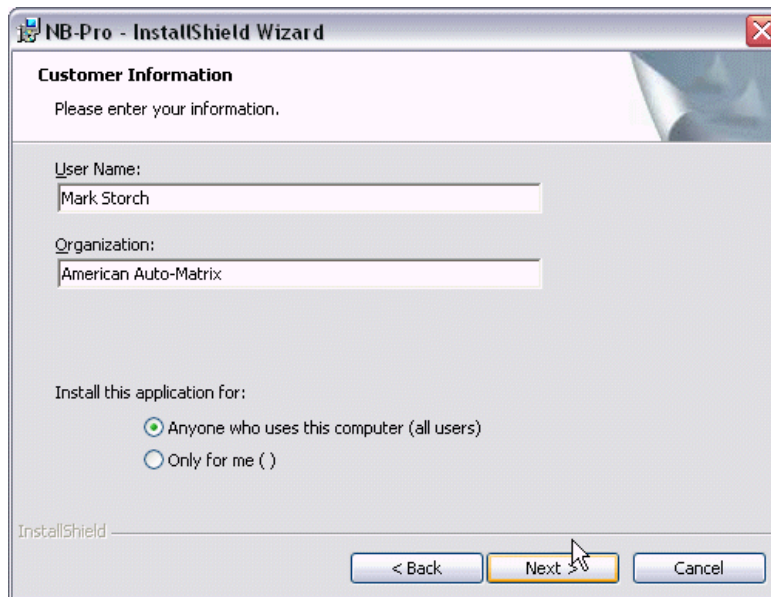 NB-Pro - InstallShield Wizard
Customer Information
Please enter your information.
User Name:
Mark Storch
Organization:
American Auto-Matrix
Install this application for:
Anyone who uses this computer (all users)
Only for me ( )
InstallShield
< Back Next > Cancel